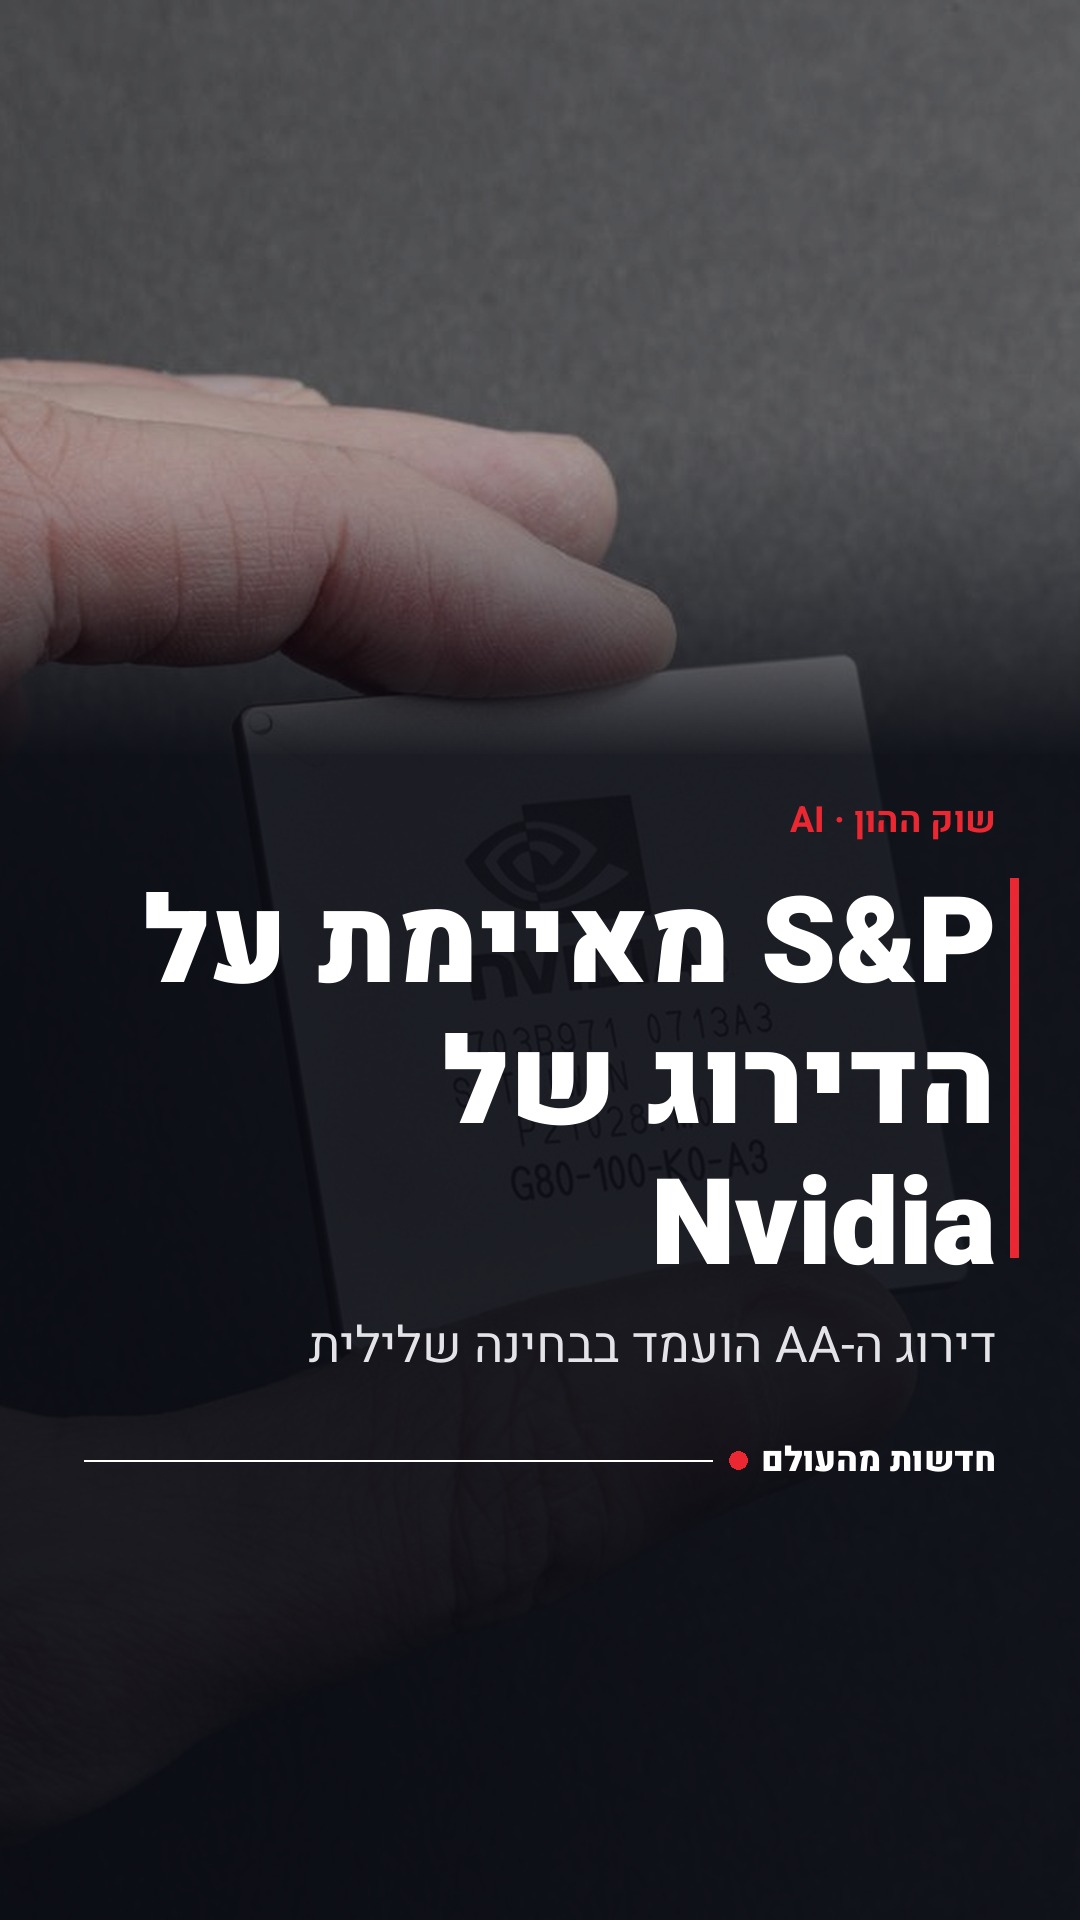 שוק ההון · AI
S&P מאיימת על
הדירוג של
Nvidia
דירוג ה-AA הועמד בבחינה שלילית
חדשות מהעולם
0713A3
G80-100-K0-A3